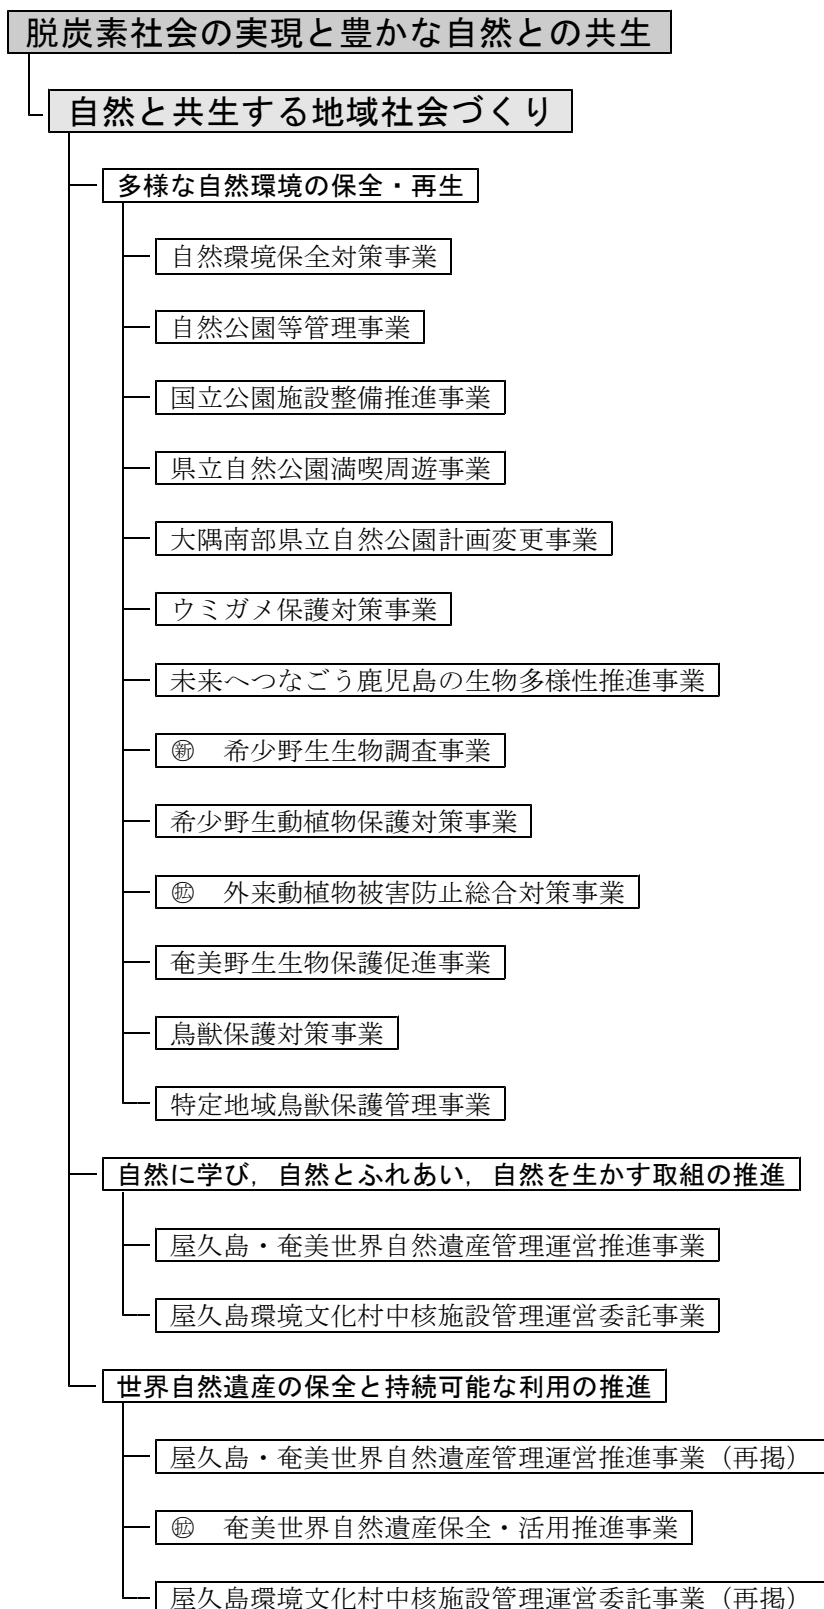 脱炭素社会の実現と豊かな自然との共生
自然と共生する地域社会づくり
多様な自然環境の保全・再生
自然環境保全対策事業
自然公園等管理事業
国立公園施設整備推進事業
県立自然公園満喫周遊事業
大隅南部県立自然公園計画変更事業
ウミガメ保護対策事業
未来へつなごう鹿児島の生物多様性推進事業
㊟新　希少野生生物調査事業
希少野生動植物保護対策事業
拡　外来動植物被害防止総合対策事業
奄美野生生物保護促進事業
鳥獣保護対策事業
特定地域鳥獣保護管理事業
自然に学び，自然とふれあい，自然を生かす取組の推進
屋久島・奄美世界自然遺産管理運営推進事業
屋久島環境文化村中核施設管理運営委託事業
世界自然遺産の保全と持続可能な利用の推進
屋久島・奄美世界自然遺産管理運営推進事業（再掲）
拡　奄美世界自然遺産保全・活用推進事業
屋久島環境文化村中核施設管理運営委託事業（再掲）